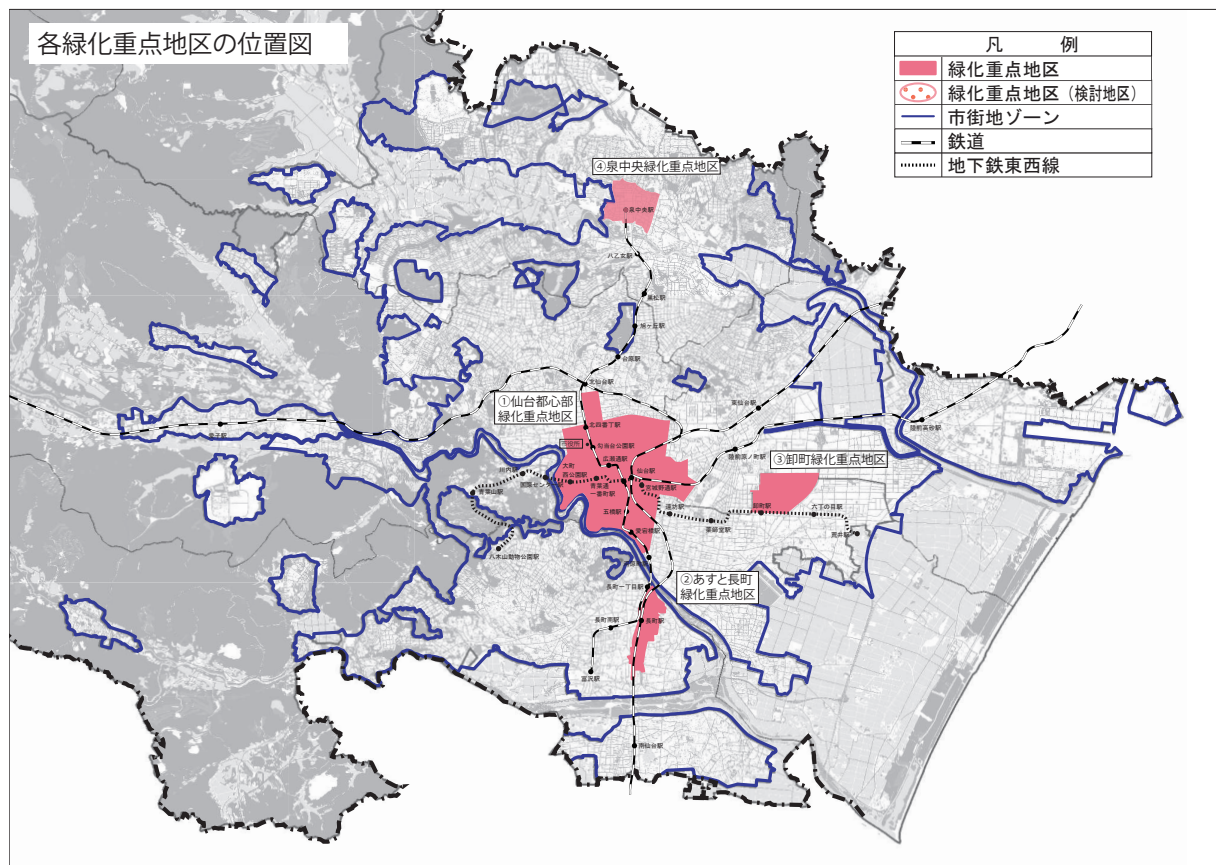 各緑化重点地区の位置図
凡 例
緑化重点地区
緑化重点地区(検討地区)
市街地ゾーン
鉄道
地下鉄東西線
④泉中央緑化重点地区
泉中央駅
八乙女駅
黒松駅
旭ヶ丘駅
台原駅
北仙台駅
①仙台都心部
緑化重点地区
北四番丁駅
東仙台駅
陸前高砂駅
市役所
勾当台公園駅
陸前原ノ町駅
広瀬通駅
③卸町緑化重点地区
大町
西公園駅
仙台駅
川内駅
国際センター駅
青葉通
一番町駅
宮城野通駅
青葉山駅
連坊駅
卸町駅
六丁の目駅
五橋駅
薬師堂駅
荒井駅
愛宕橋駅
八木山動物公園駅
②あすと長町
緑化重点地区
長町一丁目駅
長町南駅
長町駅
富沢駅
南仙台駅